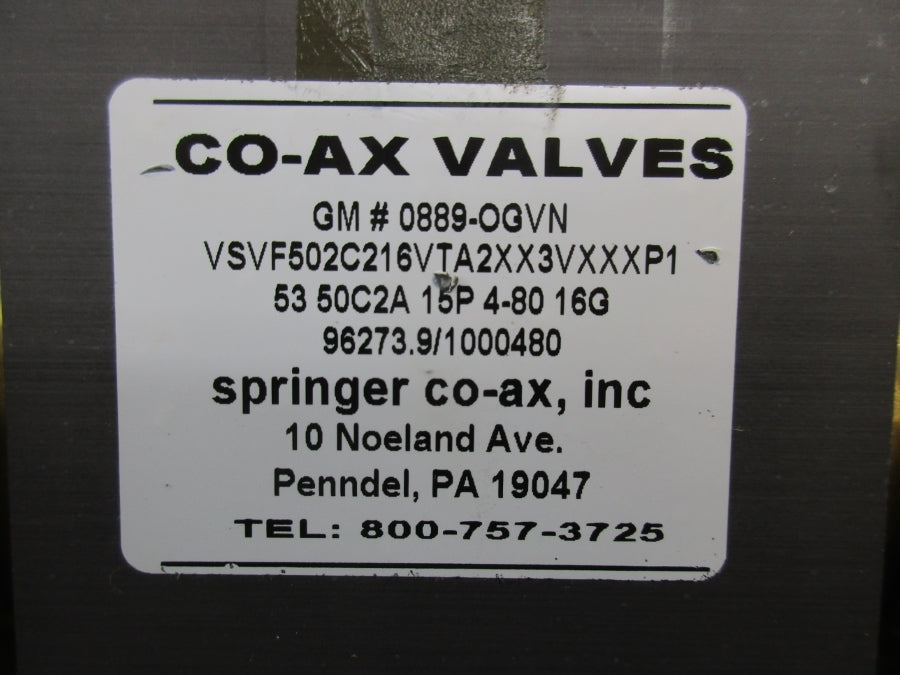 CO-AX VALVES
GM # 0889-OGVN
VSVF502C216VTA2XX3VXXXP1
53 50C2A 15P 4-80 16G
96273.9/1000480
springer co-ax, inc
10 Noeland Ave.
Penndel, PA 19047
TEL: 800-757-3725